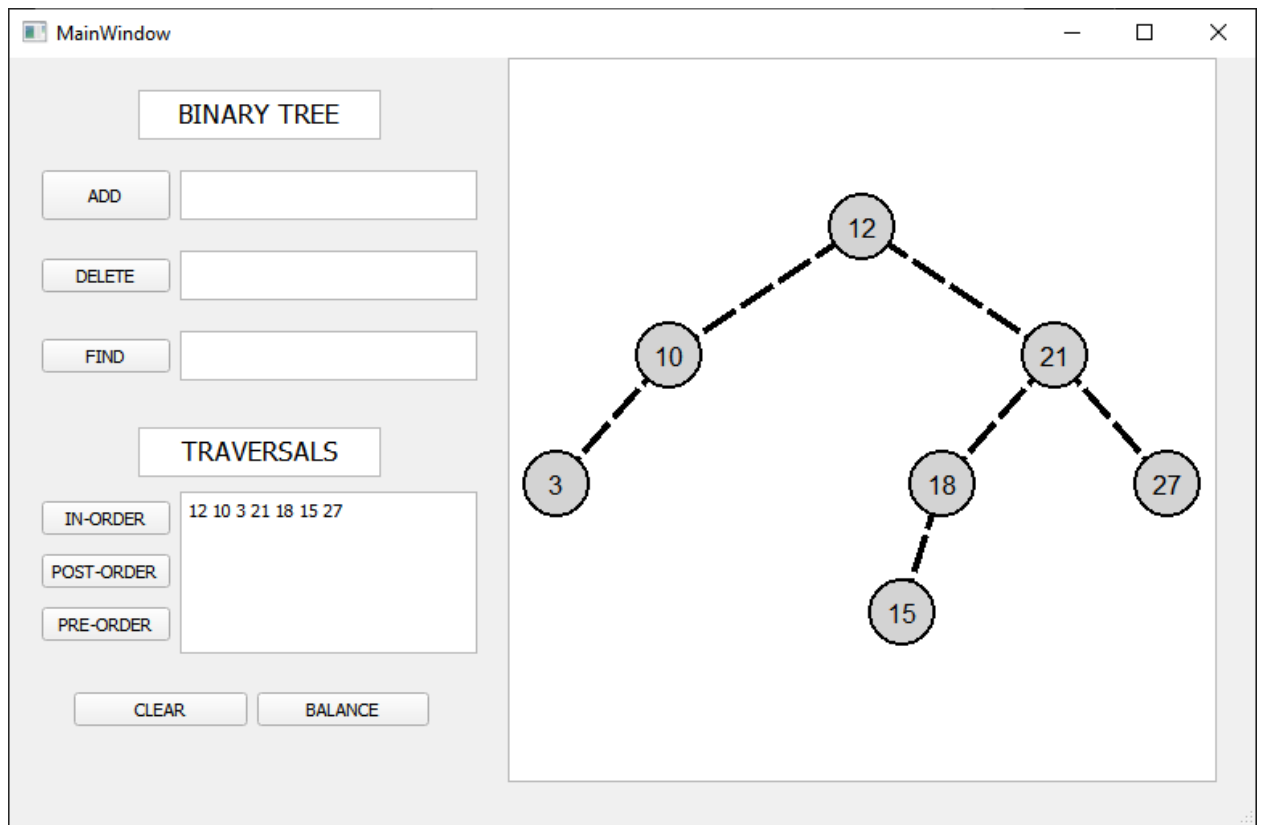 MainWindow
BINARY TREE
ADD
DELETE
FIND
TRAVERSALS
IN-ORDER
12 10 3 21 18 15 27
POST-ORDER
PRE-ORDER
CLEAR BALANCE
12
10 21
3 18 27
15